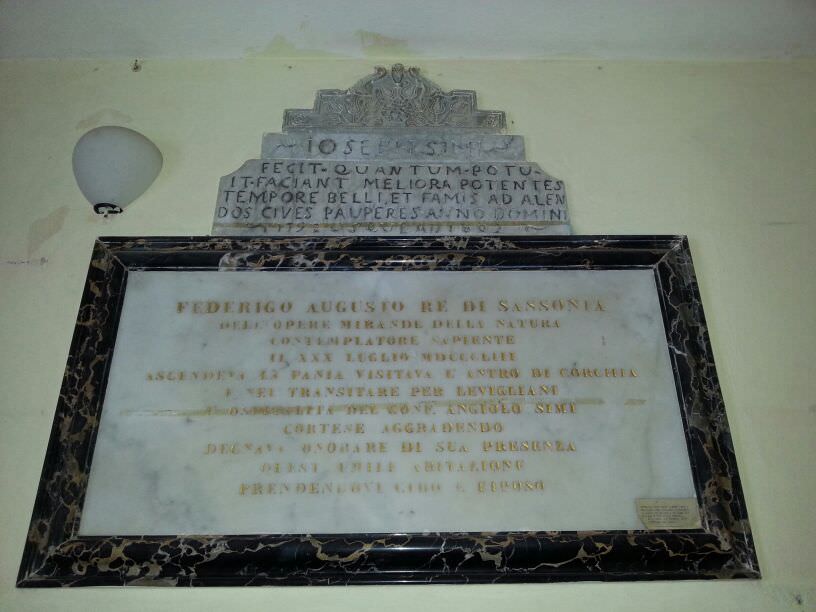 IOSEPH SIMI
FECIT·QUANTUM·POTU-
IT·FACIANT MELIORA POTENTES
TEMPORE BELLI,ET FAMIS AD ALEN
DOS CIVES PAUPERES ANNO DOMINI
FEDERIGO AUGUSTO RE DI SASSONIA
DELL'OPERE MIRANDE DELLA NATURA
CONTEMPLATORE SAPIENTE
IL XXX LUGLIO MDCCCLIII
ASCENDEVA LA PANIA VISITAVA L'ANTRO DI CORCHIA
E NEL TRANSITARE PER LEVIGLIANI
L'OSPITALITÀ DEL CONF. ANGIOLO SIMI
CORTESE AGGRADENDO
DEGNAVA ONORARE DI SUA PRESENZA
QUEST'UMILE ABITAZIONE
PRENDENDOVI CIBO E RIPOSO